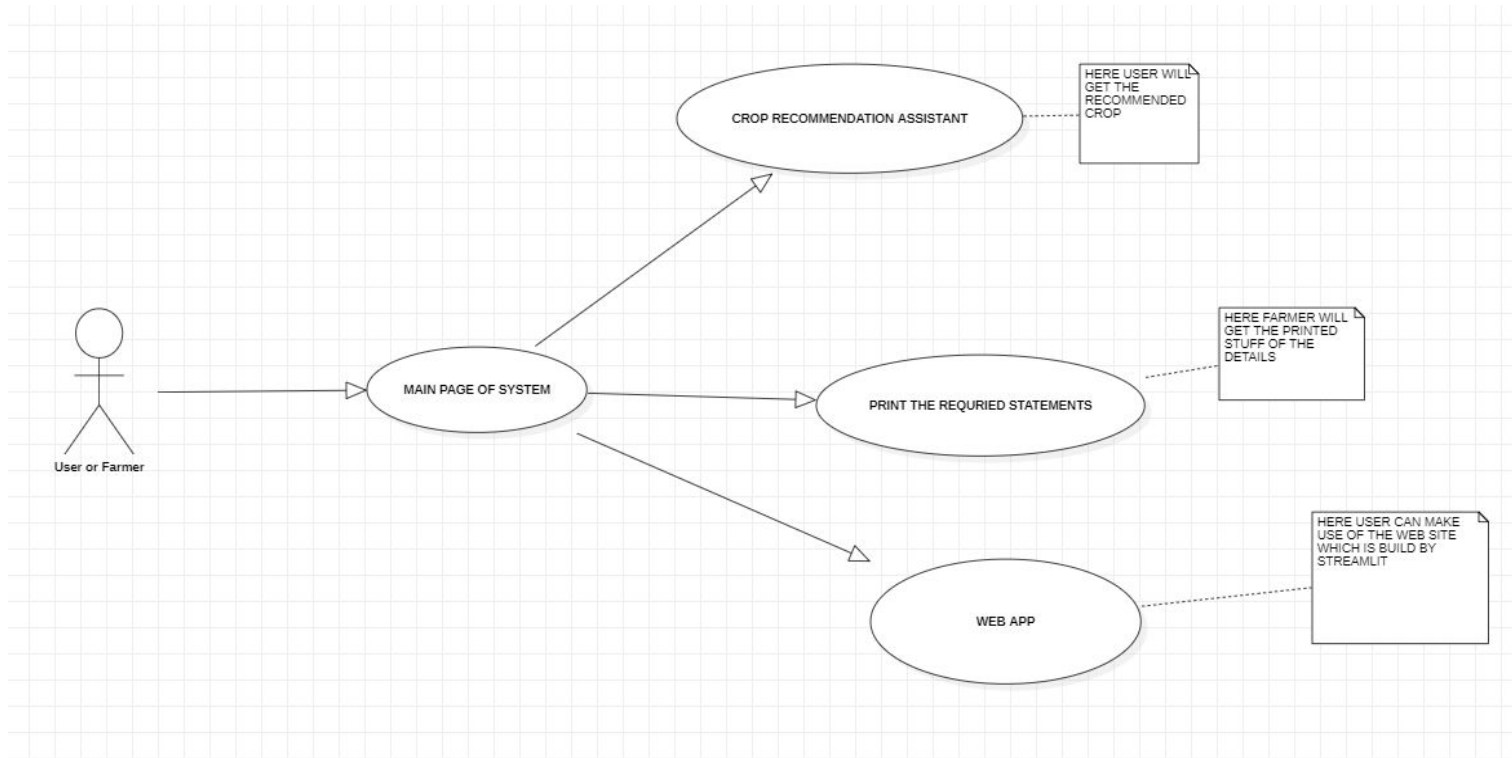 CROP RECOMMENDATION ASSISTANT
HERE USER WILL
GET THE
RECOMMENDED
CROP
User or Farmer
MAIN PAGE OF SYSTEM
PRINT THE REQURIED STATEMENTS
HERE FARMER WILL
GET THE PRINTED
STUFF OF THE
DETAILS
WEB APP
HERE USER CAN MAKE
USE OF THE WEB SITE
WHICH IS BUILD BY
STREAMLIT